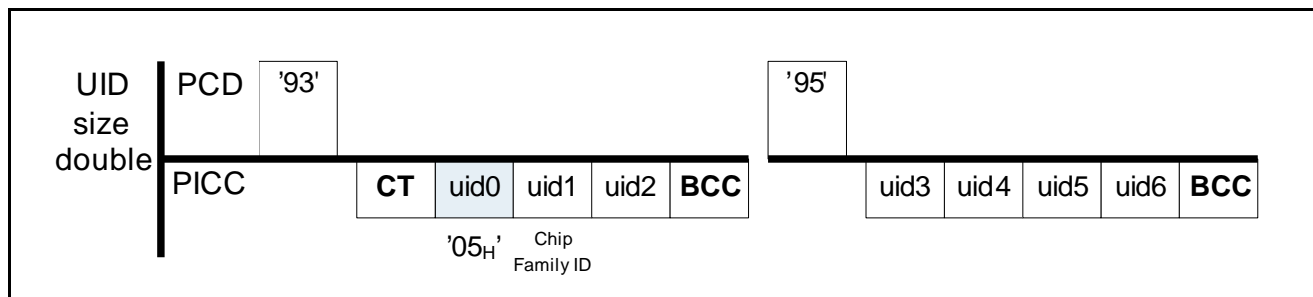 UID size double
PCD '93' '95'
PICC CT uid0 uid1 uid2 BCC uid3 uid4 uid5 uid6 BCC
'05H' Chip Family ID